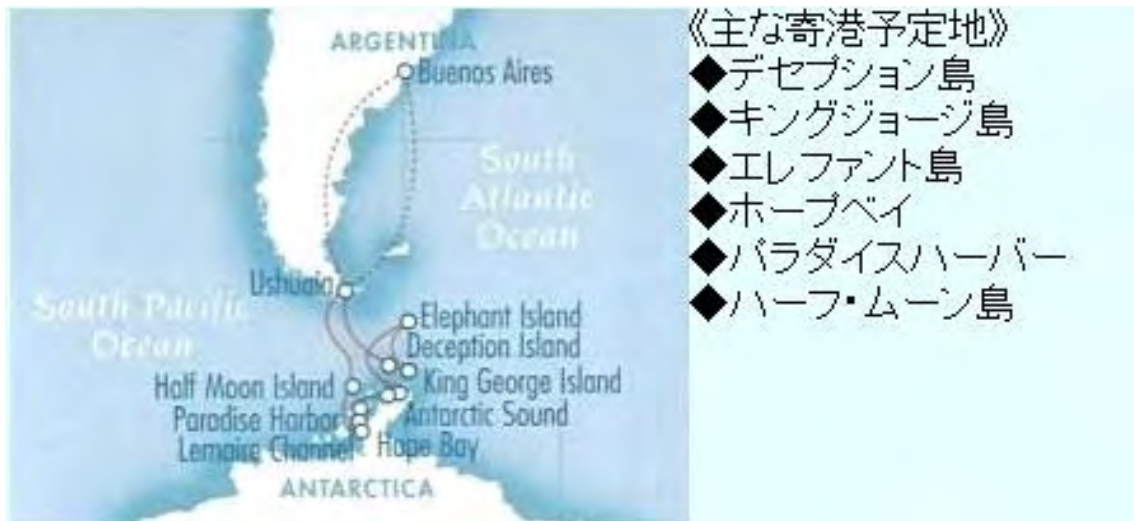 ARGENTINA
Buenos Aires
South
Atlantic
Ocean
Ushuaia
South Pacific
Ocean
Elephant Island
Deception Island
Half Moon Island
King George Island
Paradise Harbor
Antarctic Sound
Lemaire Channel
Hope Bay
ANTARCTICA
《主な寄港予定地》
◆デセプション島
◆キングジョージ島
◆エレファント島
◆ホープベイ
◆パラダイスハーバー
◆ハーフ・ムーン島